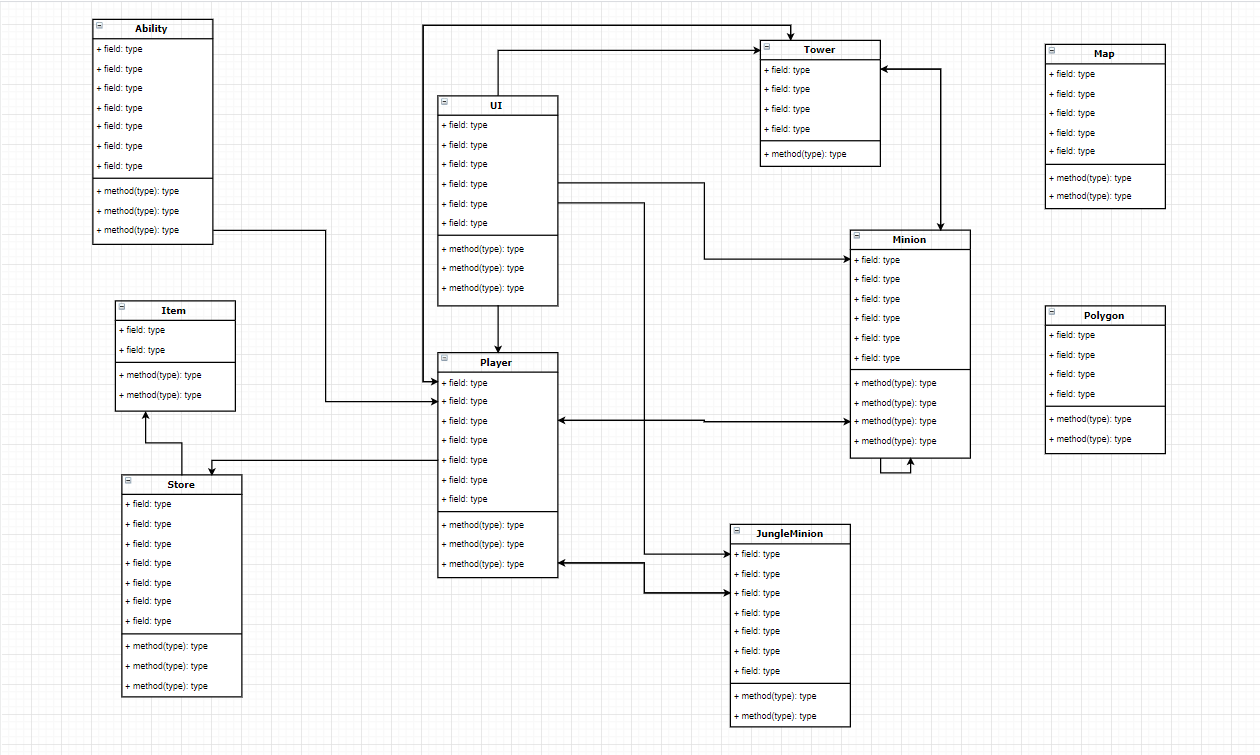 Ability
+ field: type
+ field: type
+ field: type
+ field: type
+ field: type
+ field: type
+ field: type
+ method(type): type
+ method(type): type
+ method(type): type
Item
+ field: type
+ field: type
+ method(type): type
+ method(type): type
Store
+ field: type
+ field: type
+ field: type
+ field: type
+ field: type
+ field: type
+ field: type
+ method(type): type
+ method(type): type
+ method(type): type
UI
+ field: type
+ field: type
+ field: type
+ field: type
+ field: type
+ field: type
+ method(type): type
+ method(type): type
+ method(type): type
Player
+ field: type
+ field: type
+ field: type
+ field: type
+ field: type
+ field: type
+ field: type
+ method(type): type
+ method(type): type
+ method(type): type
Tower
+ field: type
+ field: type
+ field: type
+ field: type
+ method(type): type
Minion
+ field: type
+ field: type
+ field: type
+ field: type
+ field: type
+ field: type
+ method(type): type
+ method(type): type
+ method(type): type
+ method(type): type
JungleMinion
+ field: type
+ field: type
+ field: type
+ field: type
+ field: type
+ field: type
+ field: type
+ method(type): type
+ method(type): type
Map
+ field: type
+ field: type
+ field: type
+ field: type
+ field: type
+ method(type): type
+ method(type): type
Polygon
+ field: type
+ field: type
+ field: type
+ field: type
+ method(type): type
+ method(type): type